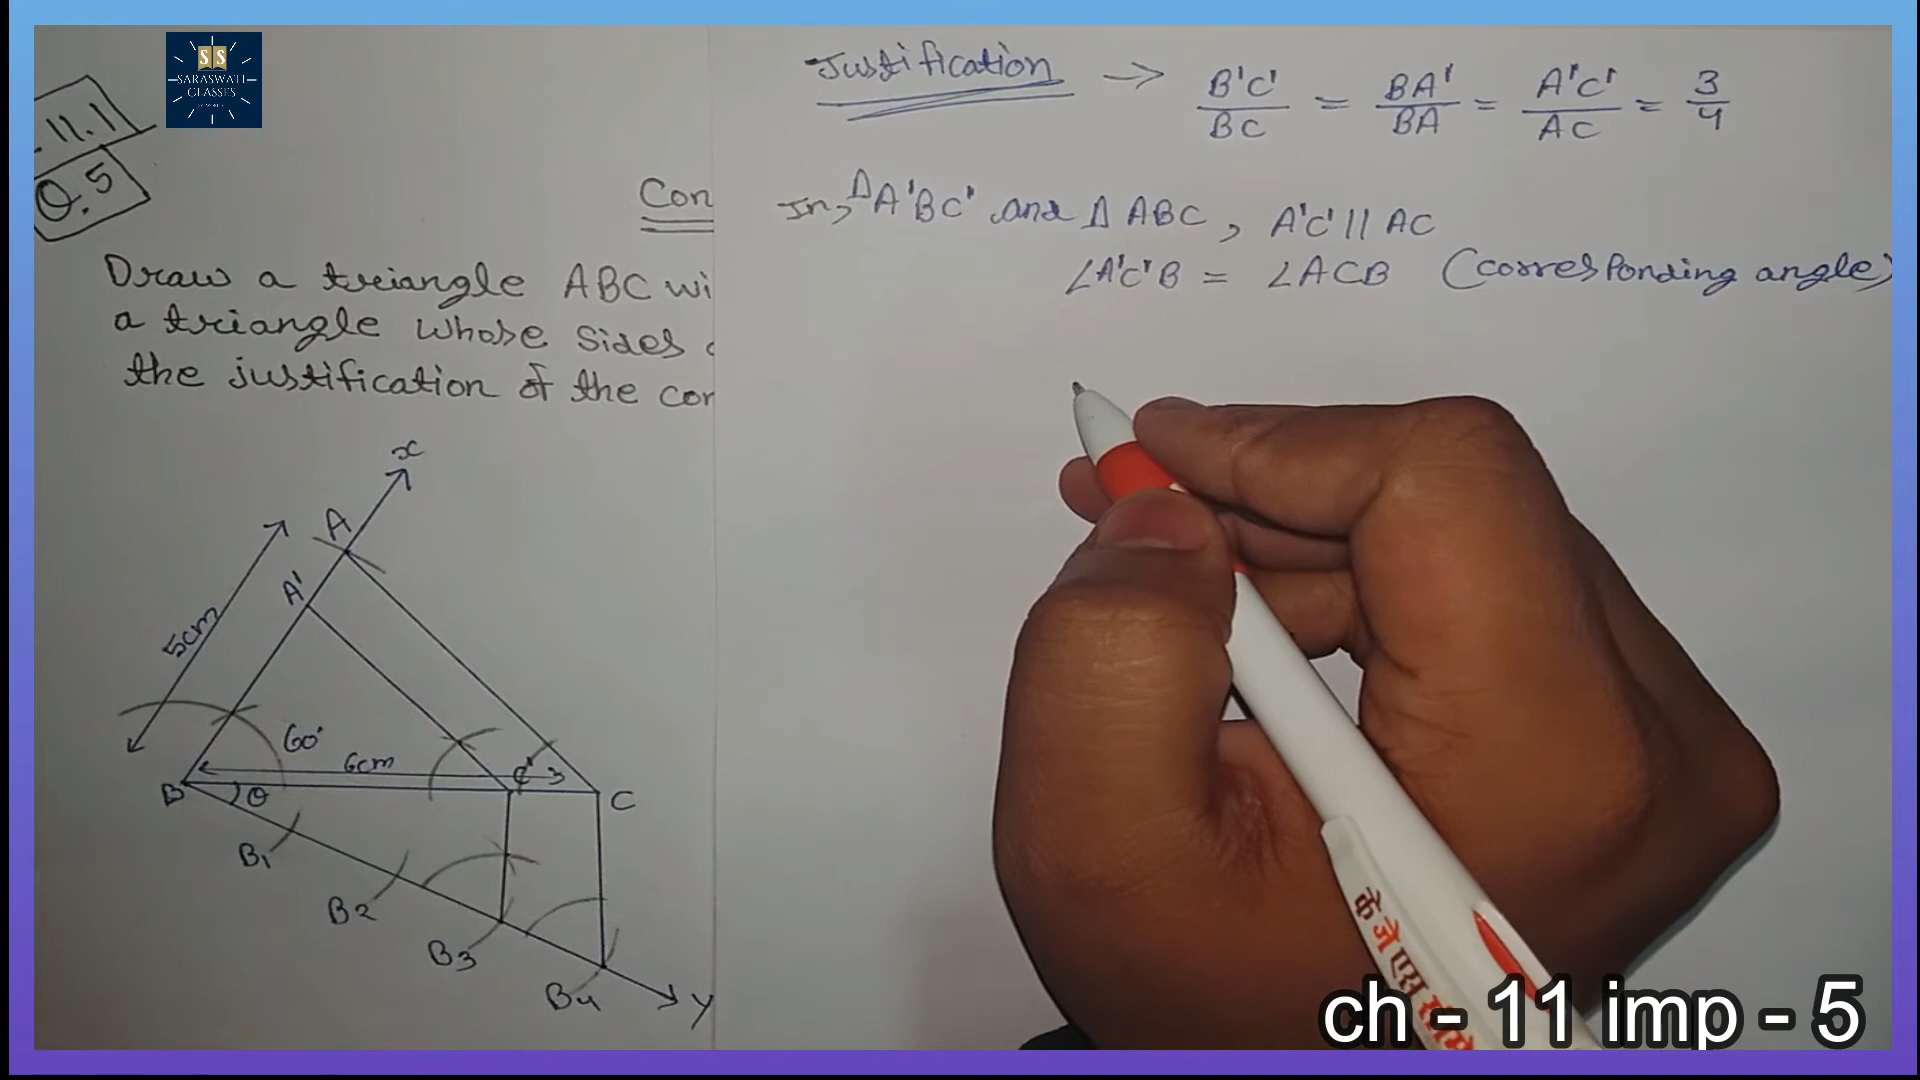 SS
SARASWATI
CLASSES
. 11.1
Q.5
Con
Draw a triangle ABC wi
a triangle whose sides
the justification of the cor
x
A
A'
5cm
60°
6cm
C'
B
θ
C
B1
B2
B3
B4
y
Justification → B'C'/BC = BA'/BA = A'C'/AC = 3/4
In, ΔA'BC' and Δ ABC, A'C' || AC
∠A'C'B = ∠ACB (corresponding angle)
के जे एस
ch - 11 imp - 5